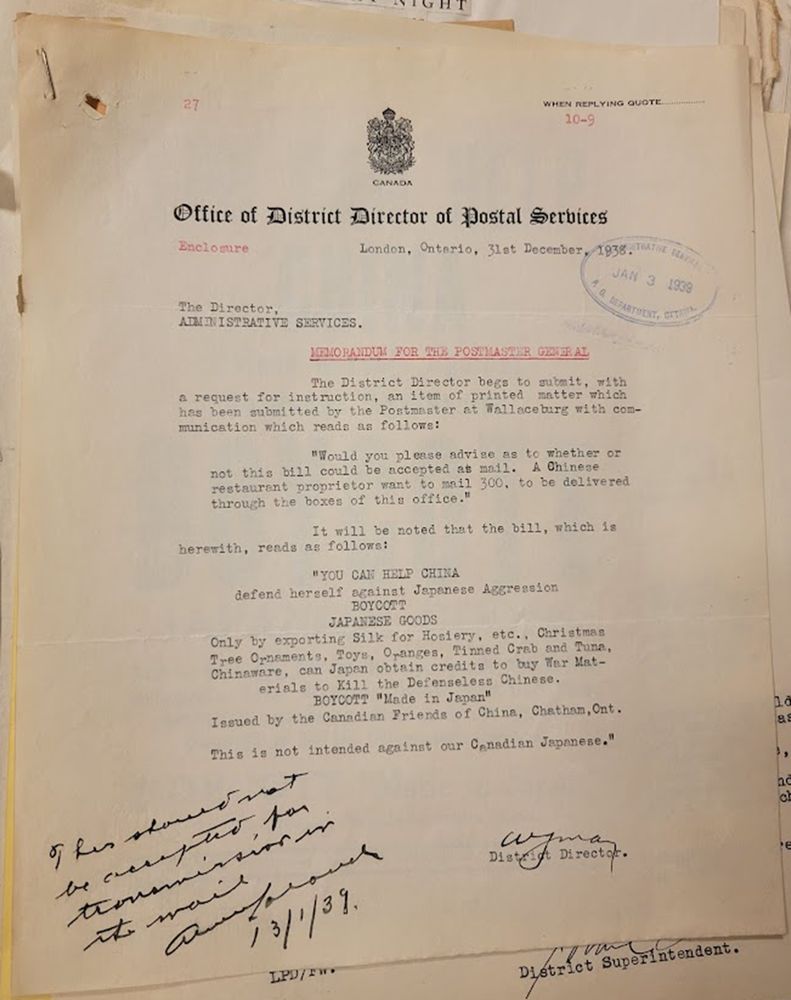 NIGHT
27
WHEN REPLYING QUOTE
10-9
CANADA
Office of District Director of Postal Services
Enclosure
London, Ontario, 31st December, 1938.
JAN 3 1939
P.O. DEPARTMENT, OTTAWA
The Director,
ADMINISTRATIVE SERVICES.
MEMORANDUM FOR THE POSTMASTER GENERAL
The District Director begs to submit, with
a request for instruction, an item of printed matter which
has been submitted by the Postmaster at Wallaceburg with com-
munication which reads as follows:
"Would you please advise as to whether or
not this bill could be accepted as mail. A Chinese
restaurant proprietor want to mail 300, to be delivered
through the boxes of this office."
It will be noted that the bill, which is
herewith, reads as follows:
"YOU CAN HELP CHINA
defend herself against Japanese Aggression
BOYCOTT
JAPANESE GOODS
Only by exporting Silk for Hosiery, etc., Christmas
Tree Ornaments, Toys, Oranges, Tinned Crab and Tuna,
Chinaware, can Japan obtain credits to buy War Mat-
erials to Kill the Defenseless Chinese.
BOYCOTT "Made in Japan"
Issued by the Canadian Friends of China, Chatham,Ont.
This is not intended against our Canadian Japanese."
This should not
be accepted for
transmission in
the mail
13/1/39.
District Director.
District Superintendent.